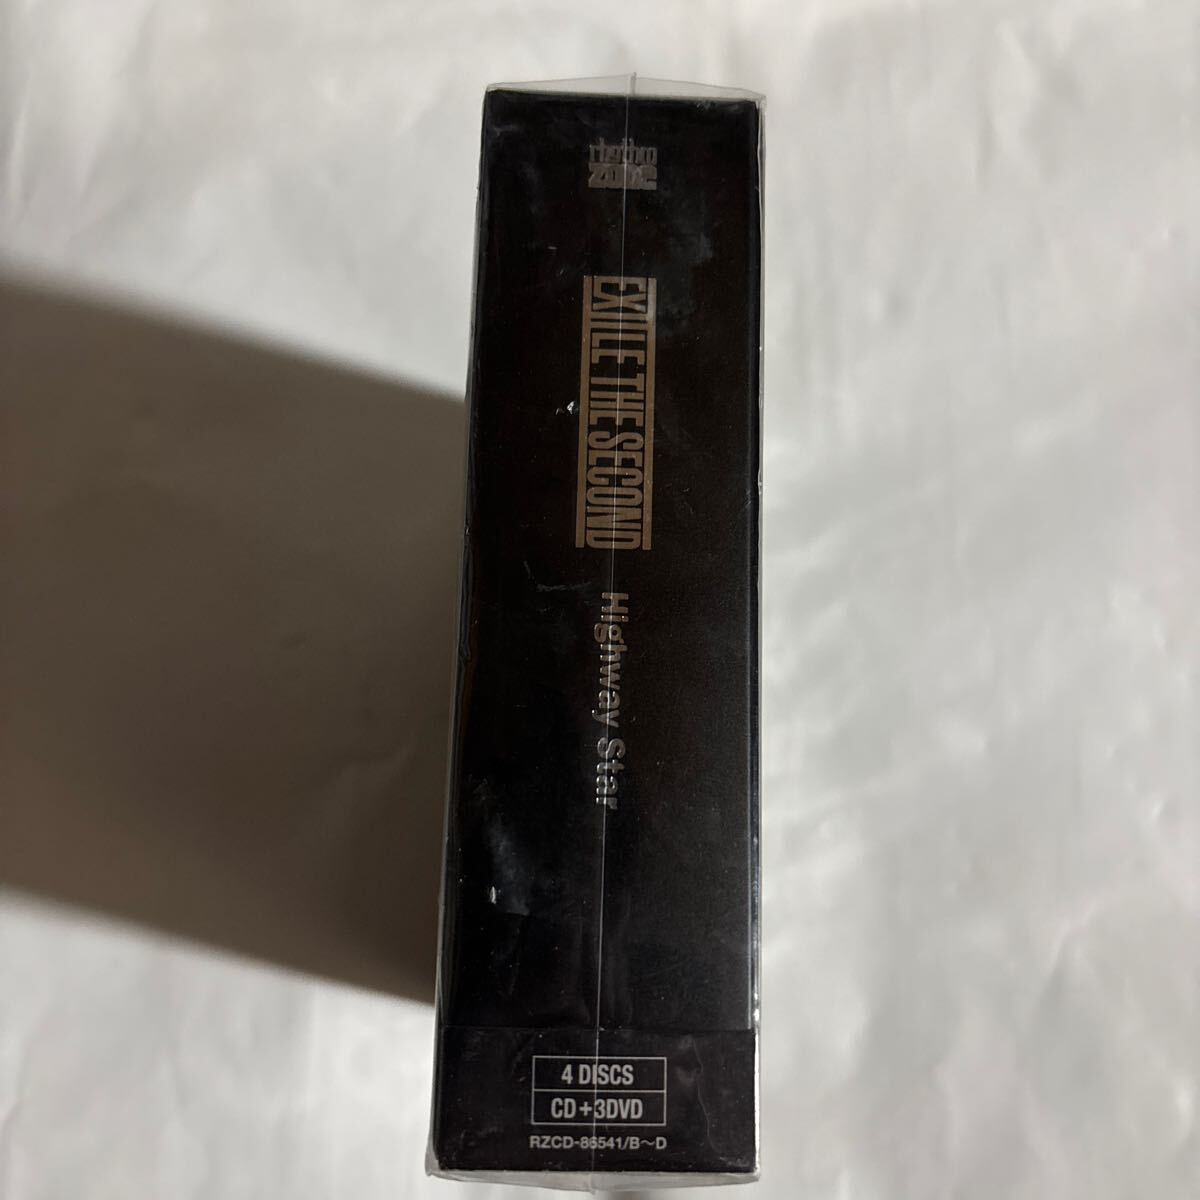 rhythm
zone
EXILE THE SECOND
Highway Star
4 DISCS
CD+3DVD
RZCD-86541/B～D